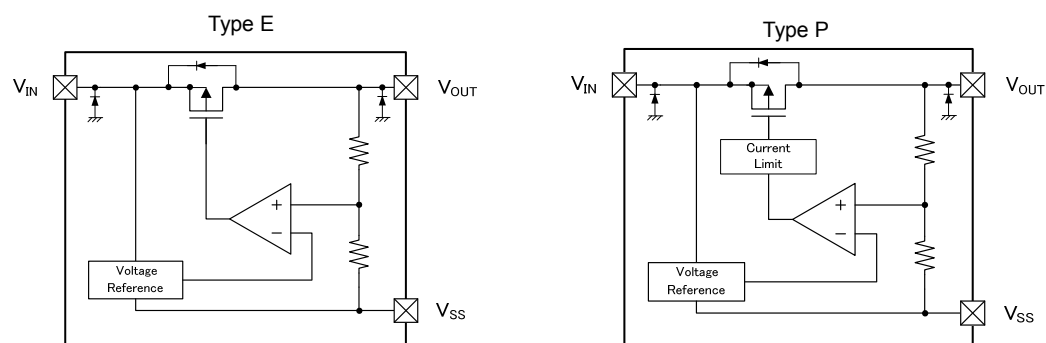 Type E
VIN
VOUT
+
−
Voltage
Reference
VSS
Type P
VIN
VOUT
Current
Limit
+
−
Voltage
Reference
VSS